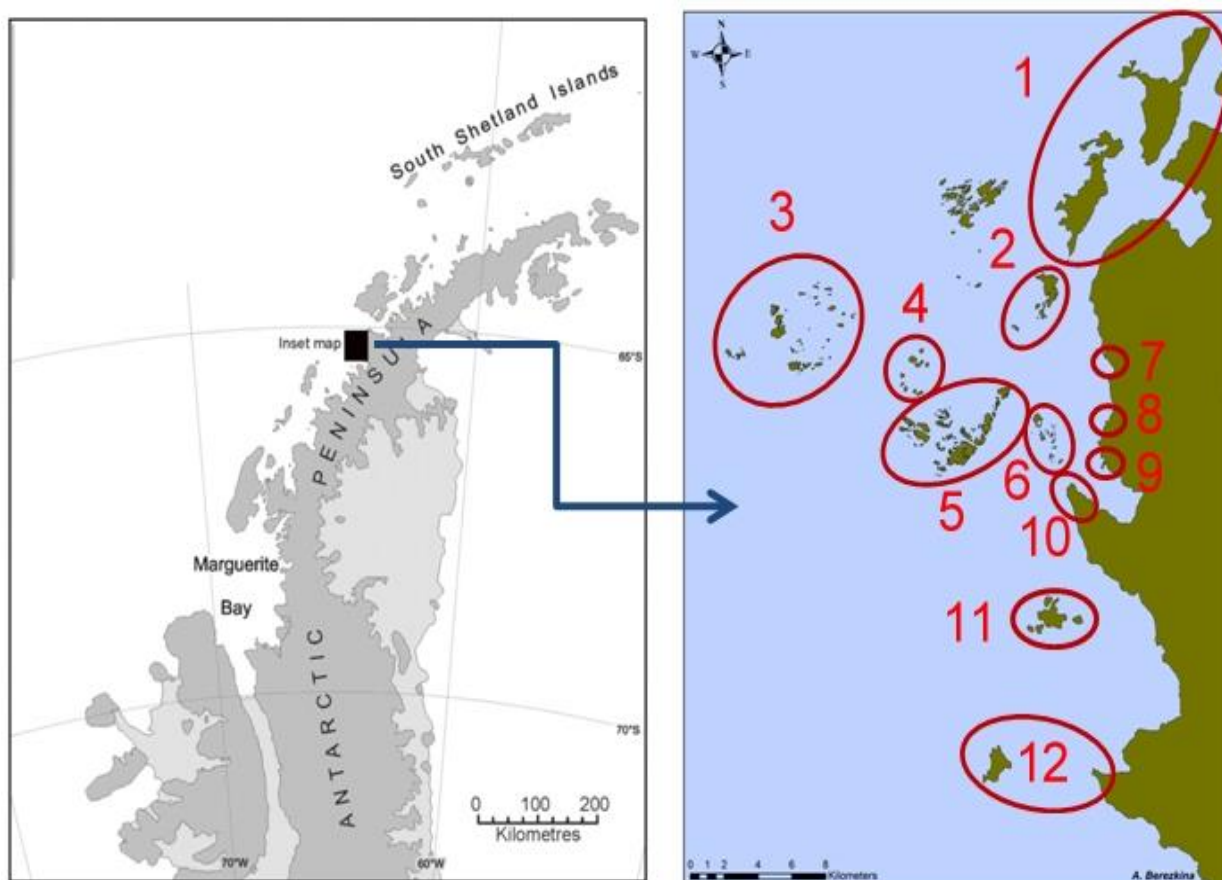 South Shetland Islands
Inset map
65°S
PENINSULA
Marguerite
Bay
ANTARCTIC
70°S
70°W
60°W
0 100 200
Kilometres
N
W E
S
1
2
3
4
5
6
7
8
9
10
11
12
0 1 2 4 6 8
Kilometers
A. Berezkina